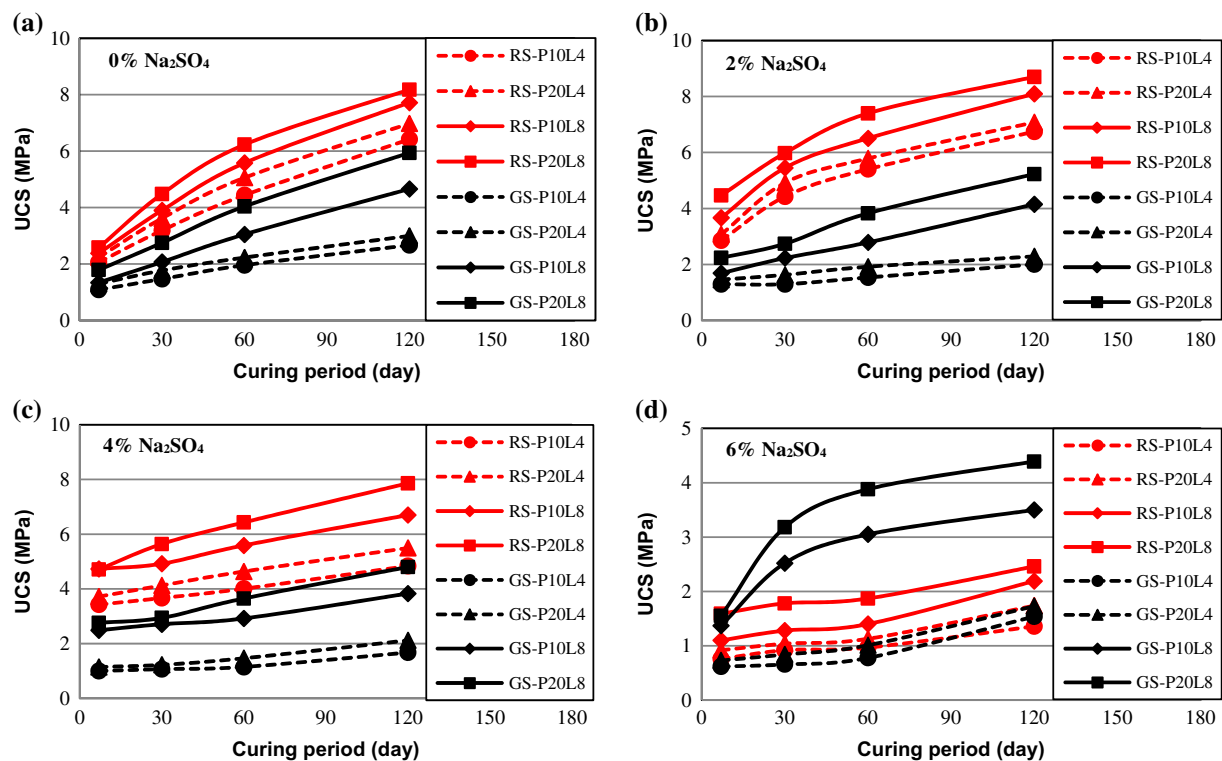 (a)
0% Na₂SO₄
UCS (MPa)
10
8
6
4
2
0
0 30 60 90 120 150 180
Curing period (day)
RS-P10L4
RS-P20L4
RS-P10L8
RS-P20L8
GS-P10L4
GS-P20L4
GS-P10L8
GS-P20L8
(b)
2% Na₂SO₄
UCS (MPa)
10
8
6
4
2
0
0 30 60 90 120 150 180
Curing period (day)
RS-P10L4
RS-P20L4
RS-P10L8
RS-P20L8
GS-P10L4
GS-P20L4
GS-P10L8
GS-P20L8
(c)
4% Na₂SO₄
UCS (MPa)
10
8
6
4
2
0
0 30 60 90 120 150 180
Curing period (day)
RS-P10L4
RS-P20L4
RS-P10L8
RS-P20L8
GS-P10L4
GS-P20L4
GS-P10L8
GS-P20L8
(d)
6% Na₂SO₄
UCS (MPa)
5
4
3
2
1
0
0 30 60 90 120 150 180
Curing period (day)
RS-P10L4
RS-P20L4
RS-P10L8
RS-P20L8
GS-P10L4
GS-P20L4
GS-P10L8
GS-P20L8